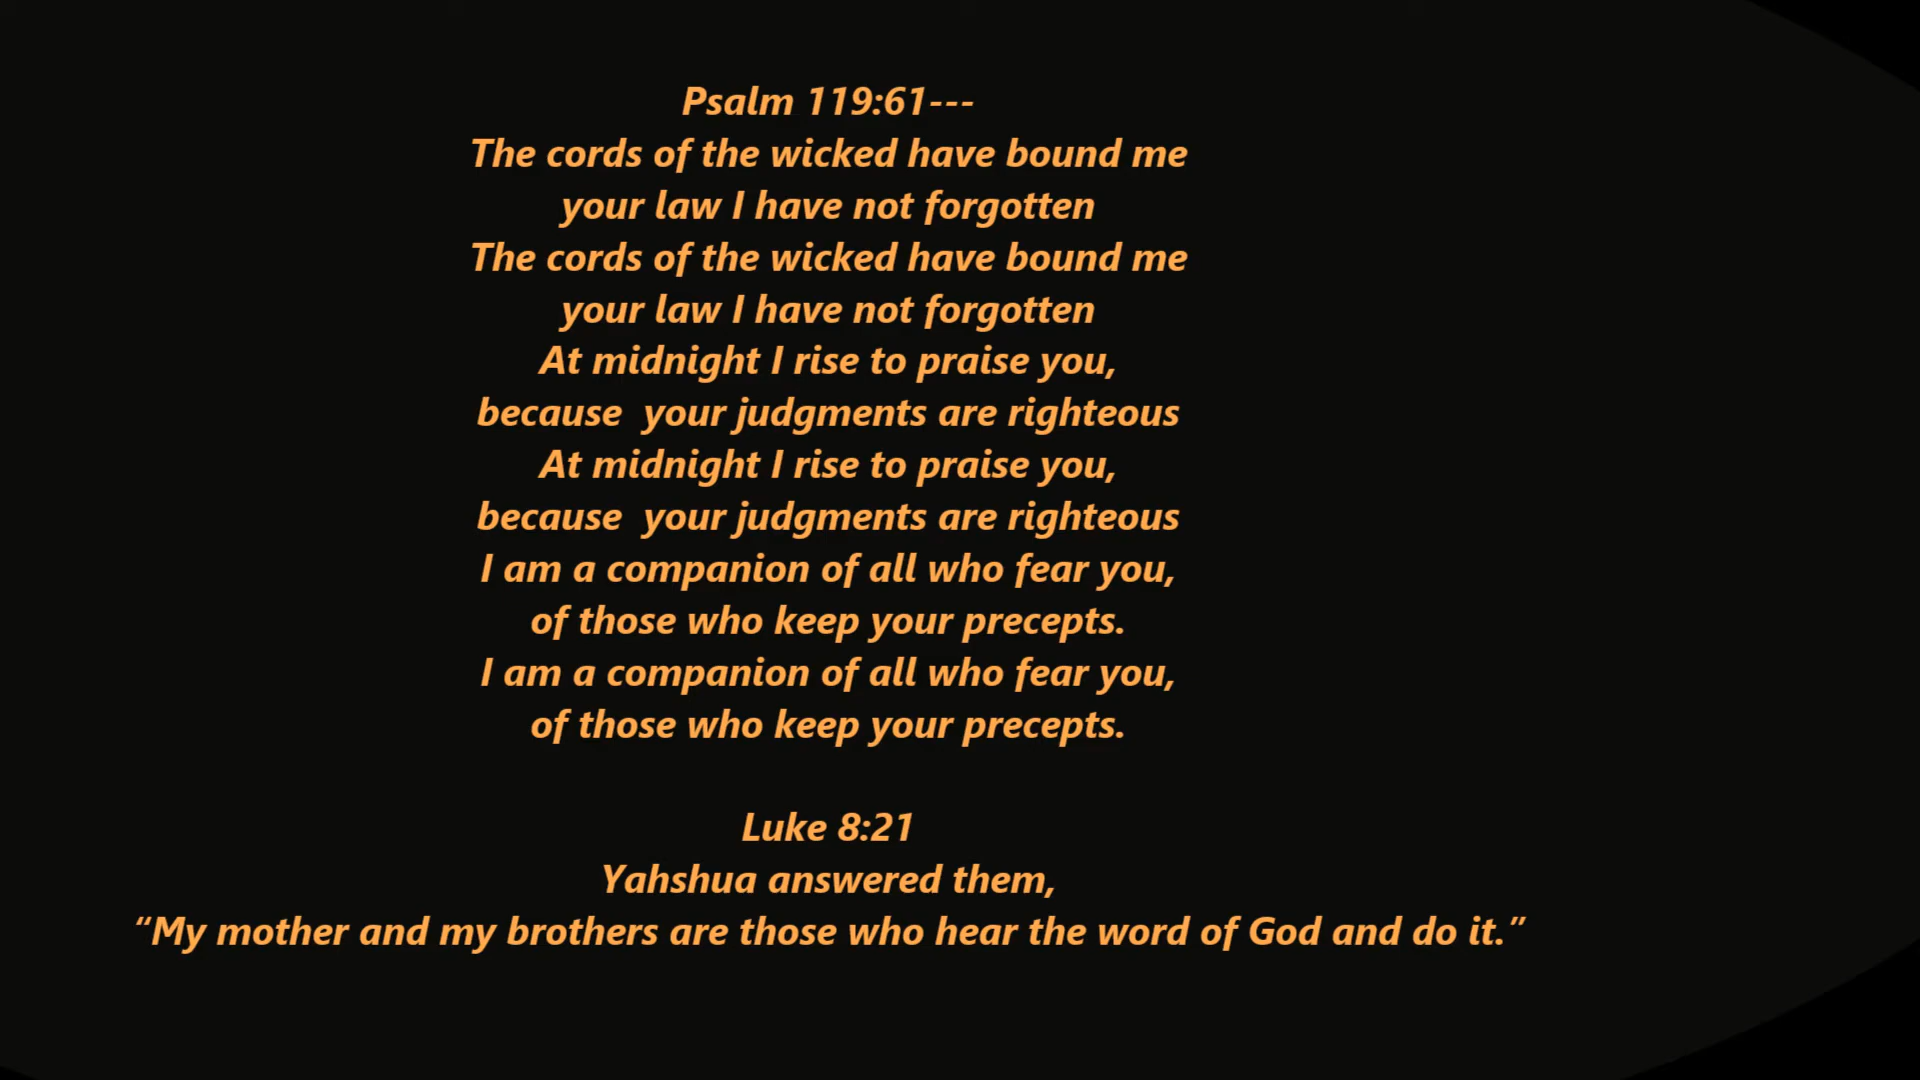 Psalm 119:61---
The cords of the wicked have bound me
your law I have not forgotten
The cords of the wicked have bound me
your law I have not forgotten
At midnight I rise to praise you,
because  your judgments are righteous
At midnight I rise to praise you,
because  your judgments are righteous
I am a companion of all who fear you,
of those who keep your precepts.
I am a companion of all who fear you,
of those who keep your precepts.
Luke 8:21
Yahshua answered them,
“My mother and my brothers are those who hear the word of God and do it.”